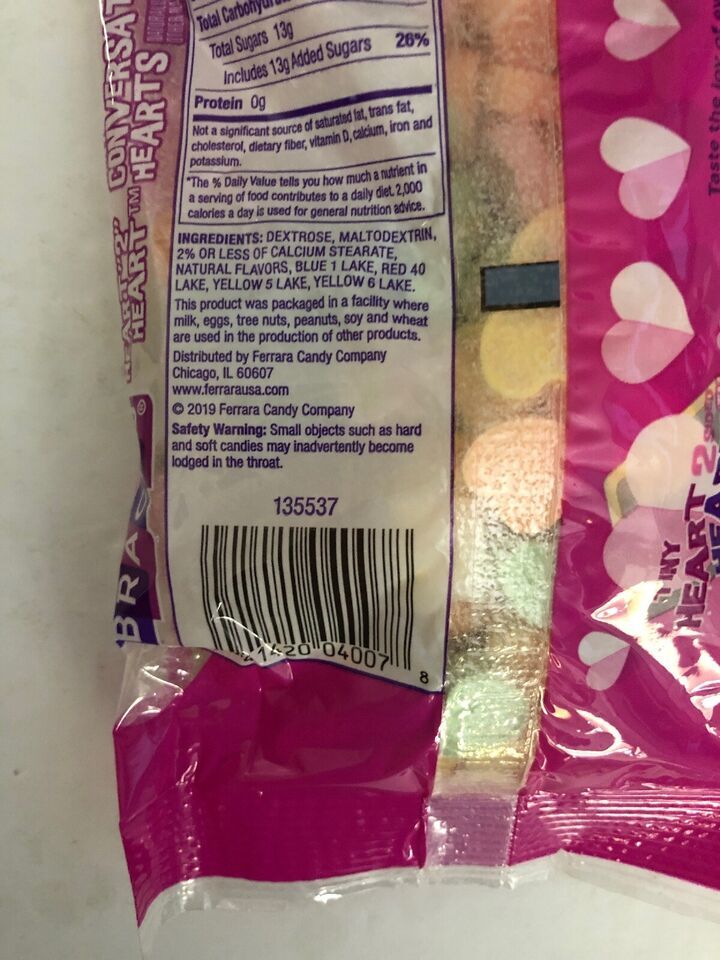 Total
Total Sugars 13g
Includes 13g Added Sugars 26%
Protein 0g
Not a significant source of saturated fat, trans fat,
cholesterol, dietary fiber, vitamin D, calcium, iron and
potassium.
*The % Daily Value tells you how much a nutrient in
a serving of food contributes to a daily diet. 2,000
calories a day is used for general nutrition advice.
INGREDIENTS: DEXTROSE, MALTODEXTRIN,
2% OR LESS OF CALCIUM STEARATE,
NATURAL FLAVORS, BLUE 1 LAKE, RED 40
LAKE, YELLOW 5 LAKE, YELLOW 6 LAKE.
This product was packaged in a facility where
milk, eggs, tree nuts, peanuts, soy and wheat
are used in the production of other products.
Distributed by Ferrara Candy Company
Chicago, IL 60607
www.ferrarausa.com
© 2019 Ferrara Candy Company
Safety Warning: Small objects such as hard
and soft candies may inadvertently become
lodged in the throat.
135537
41420 04007 8
HEART™ HEARTS
BRA
Taste the
HEART 2